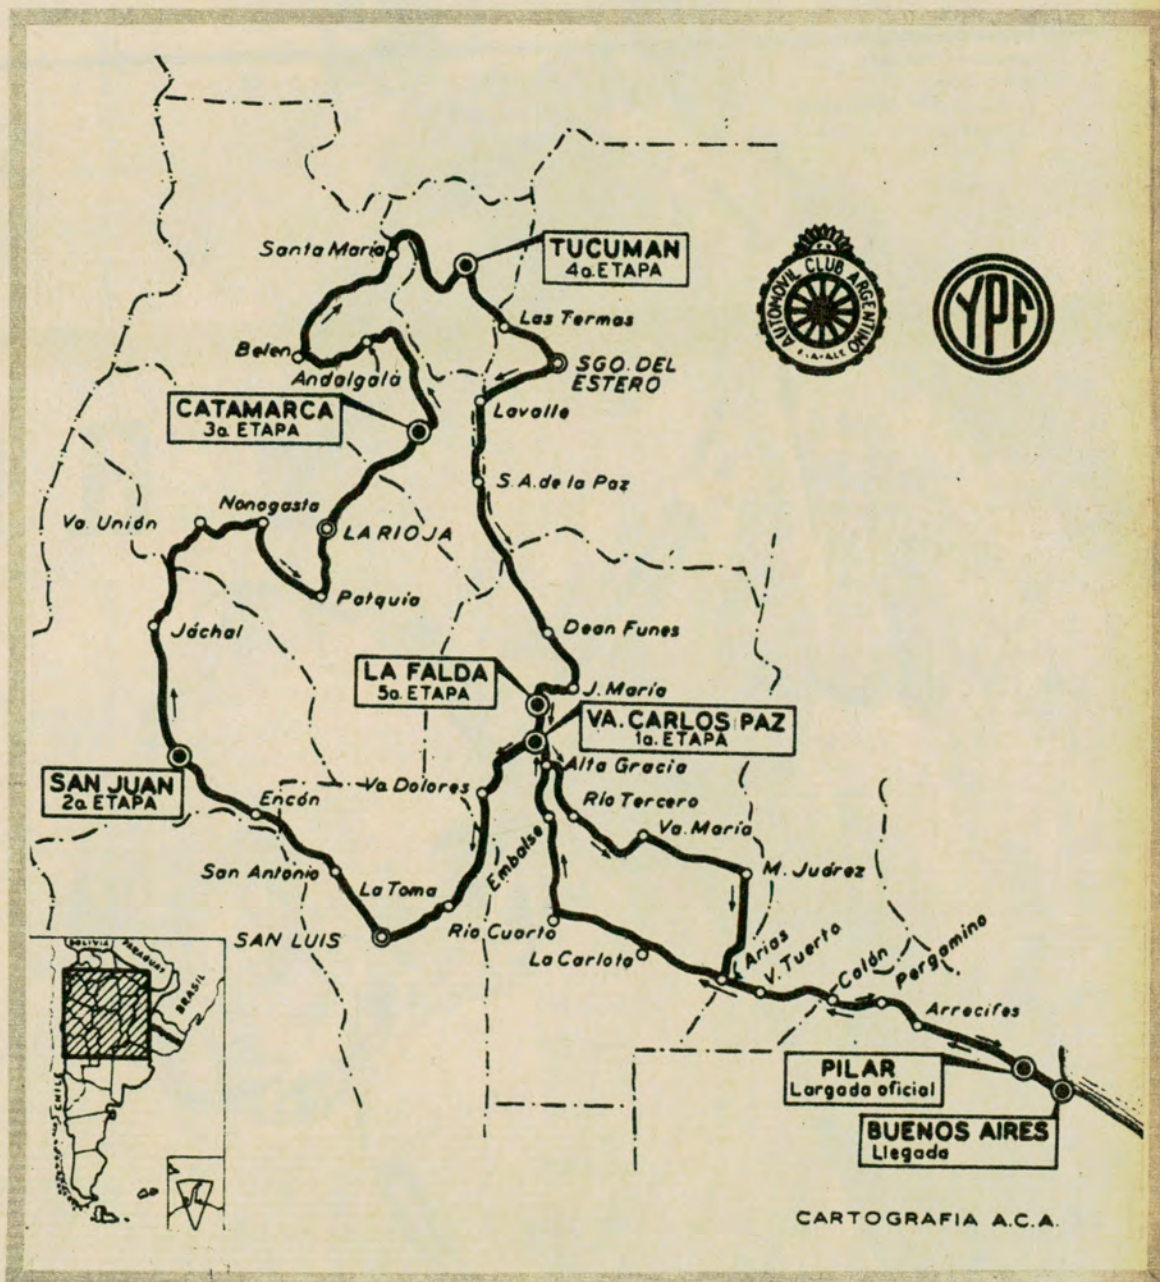 Santa María
TUCUMAN
4a. ETAPA
AUTOMOVIL CLUB ARGENTINO
YPF
Las Termas
Belen
Andalgalá
SGO. DEL
ESTERO
CATAMARCA
3a. ETAPA
Lavalle
S.A. de la Paz
Nonogasta
Va. Unión
LA RIOJA
Patquia
Jáchal
Dean Funes
LA FALDA
5a. ETAPA
J. María
VA. CARLOS PAZ
1a. ETAPA
SAN JUAN
2a ETAPA
Alta Gracia
Va Dolores
Encón
Río Tercero
Va. María
Embalse
San Antonio
La Toma
M. Juárez
SAN LUIS
Río Cuarto
La Carlota
Arias
V. Tuerto
Colón
Pergamino
Arrecifes
PILAR
Largada oficial
BUENOS AIRES
Llegada
BOLIVIA
PARAGUAY
BRASIL
CHILE
CARTOGRAFIA A.C.A.